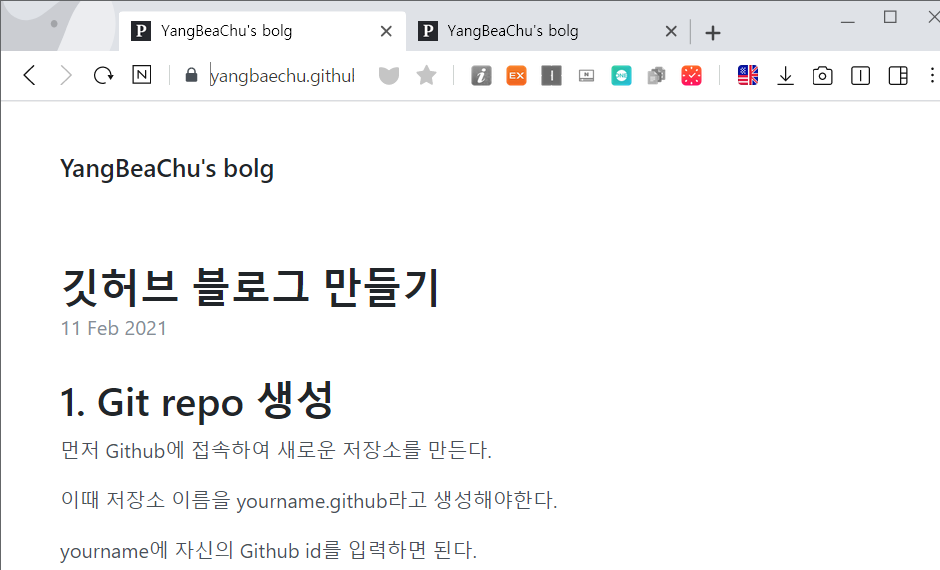 YangBeaChu's bolg
YangBeaChu's bolg
yangbaechu.githul
YangBeaChu's bolg
깃허브 블로그 만들기
11 Feb 2021
1. Git repo 생성
먼저 Github에 접속하여 새로운 저장소를 만든다.
이때 저장소 이름을 yourname.github라고 생성해야한다.
yourname에 자신의 Github id를 입력하면 된다.